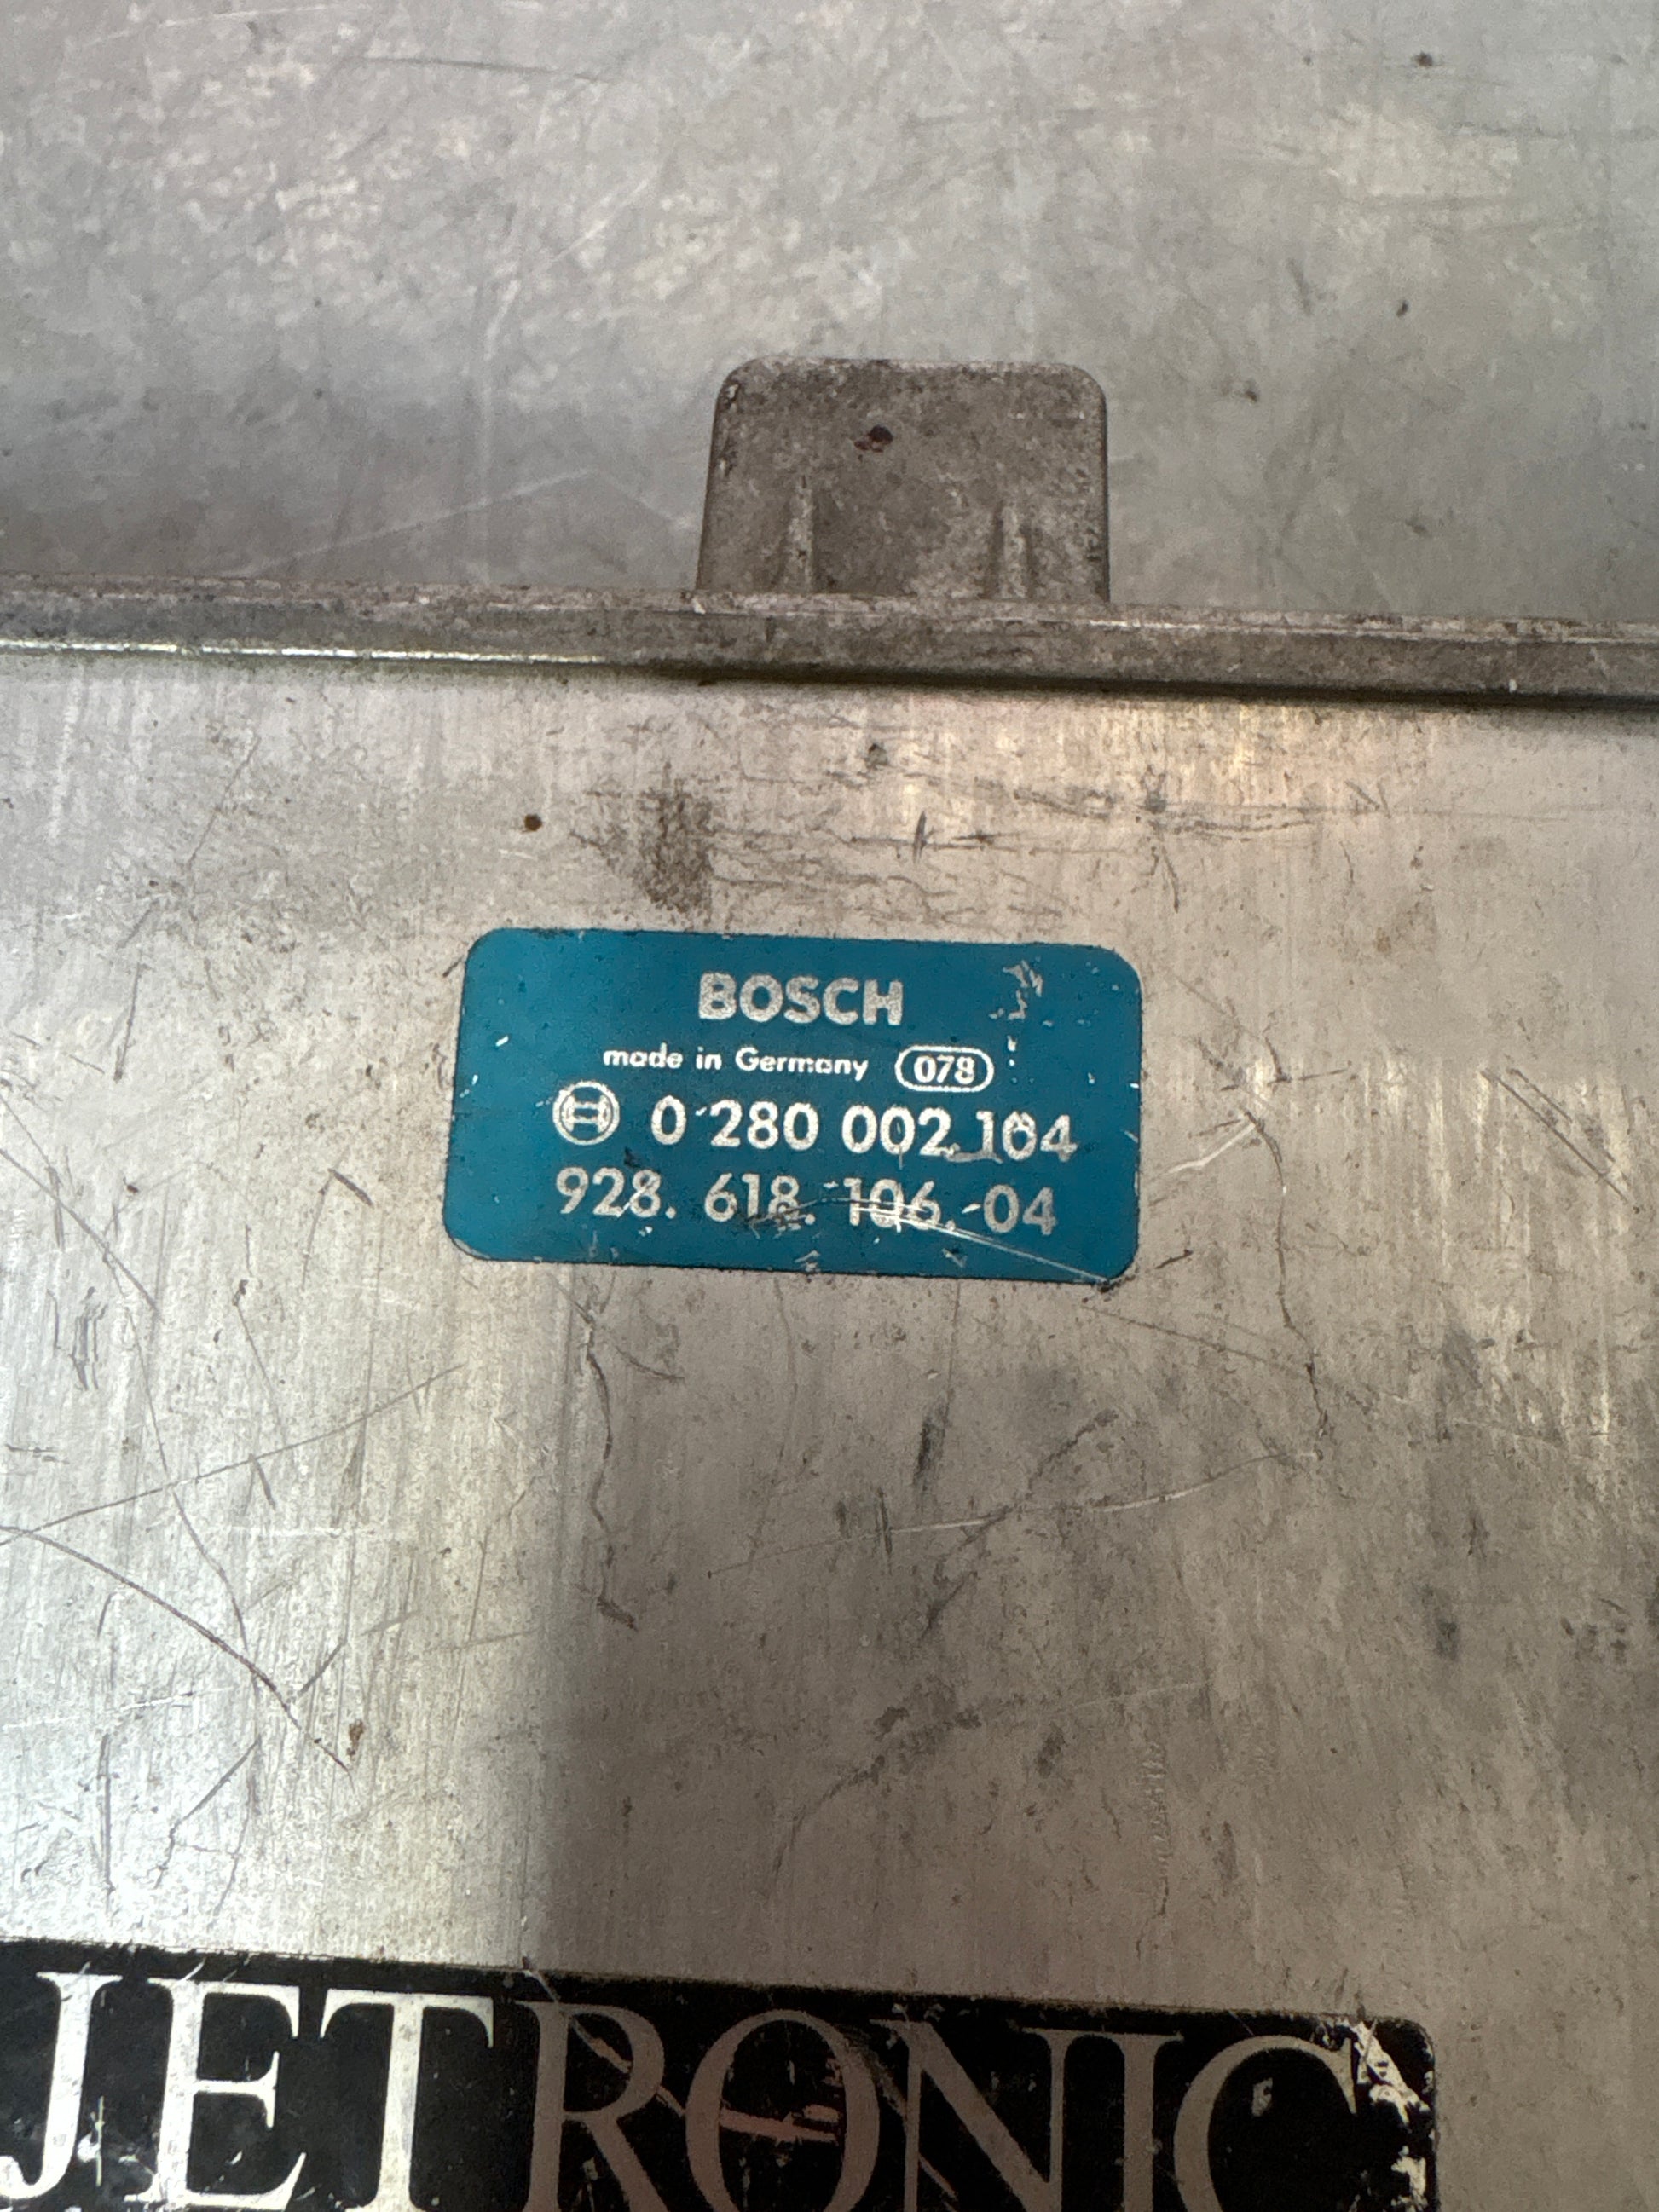 BOSCH
made in Germany 078
0 280 002 104
928. 618. 106. 04
JETRONIC